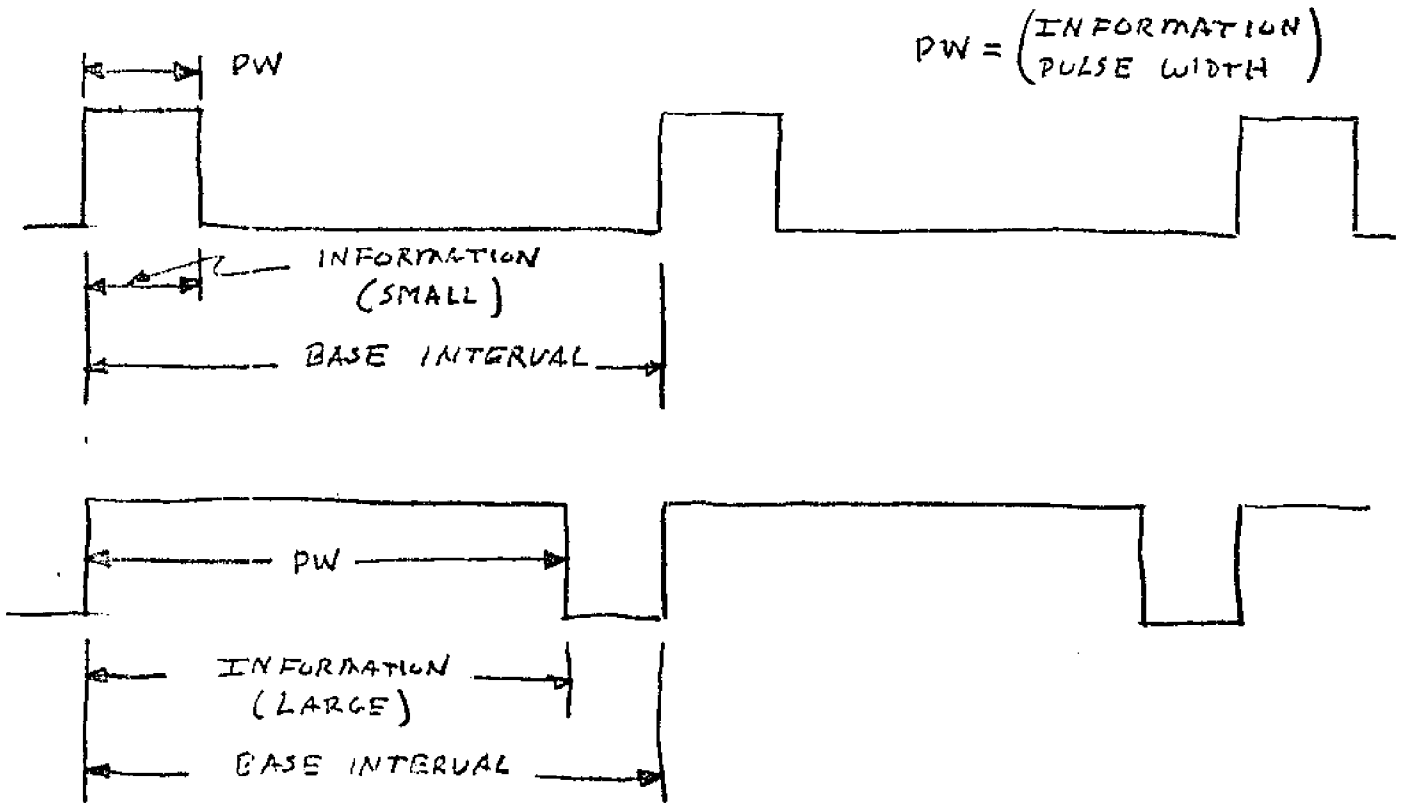 PW
PW = (INFORMATION
PULSE WIDTH)
INFORMATION
(SMALL)
BASE INTERVAL
PW
INFORMATION
(LARGE)
BASE INTERVAL